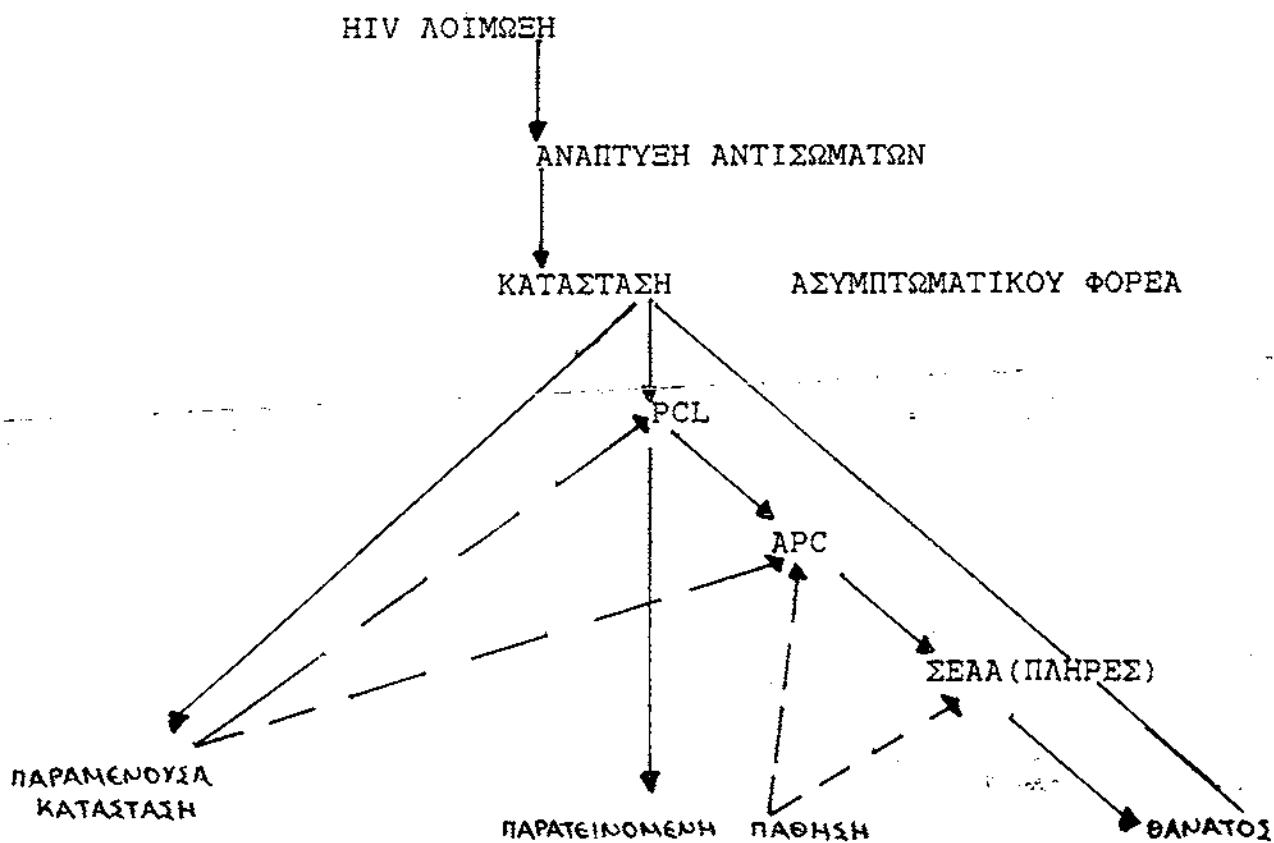 HIV ΛΟΙΜΩΞΗ
ΑΝΑΠΤΥΞΗ ΑΝΤΙΣΩΜΑΤΩΝ
ΚΑΤΑΣΤΑΣΗ ΑΣΥΜΠΤΩΜΑΤΙΚΟΥ ΦΟΡΕΑ
PCL
APC
ΣΕΑΑ(ΠΛΗΡΕΣ)
ΠΑΡΑΜΕΝΟΥΣΑ
ΚΑΤΑΣΤΑΣΗ
ΠΑΡΑΤΕΙΝΟΜΕΝΗ ΠΑΘΗΣΗ ΘΑΝΑΤΟΣ